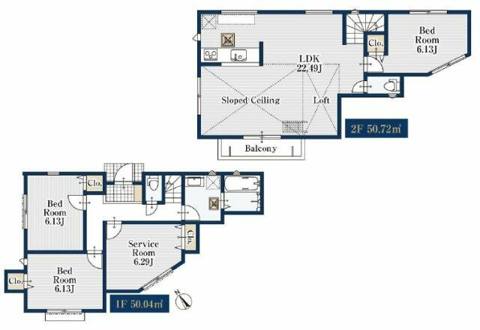 Bed
Room
6.13J
Clo.
LDK
22.49J
Sloped Ceiling
Loft
2F 50.72㎡
Balcony
Clo.
Bed
Room
6.13J
Service
Room
6.29J
Clo.
Bed
Room
6.13J
Clo.
1F 50.04㎡